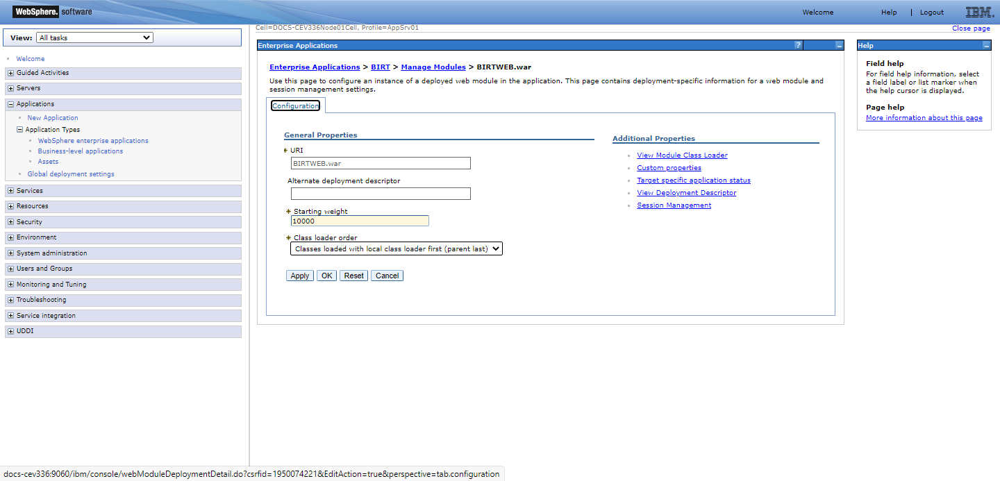 WebSphere. software
Welcome Help | Logout IBM.
View: All tasks
Welcome
Guided Activities
Servers
Applications
New Application
Application Types
WebSphere enterprise applications
Business-level applications
Assets
Global deployment settings
Services
Resources
Security
Environment
System administration
Users and Groups
Monitoring and Tuning
Troubleshooting
Service integration
UDDI
Cell=DOCS-CEV336Node01Cell, Profile=AppSrv01
Close page
Enterprise Applications ?
Enterprise Applications > BIRT > Manage Modules > BIRTWEB.war
Use this page to configure an instance of a deployed web module in the application. This page contains deployment-specific information for a web module and
session management settings.
Configuration
General Properties
URI
BIRTWEB.war
Alternate deployment descriptor
Starting weight
10000
Class loader order
Classes loaded with local class loader first (parent last)
Apply OK Reset Cancel
Additional Properties
View Module Class Loader
Custom properties
Target specific application status
View Deployment Descriptor
Session Management
Help
Field help
For field help information, select
a field label or list marker when
the help cursor is displayed.
Page help
More information about this page
docs-cev336:9060/ibm/console/webModuleDeploymentDetail.do?csrfid=1950074221&EditAction=true&perspective=tab.configuration